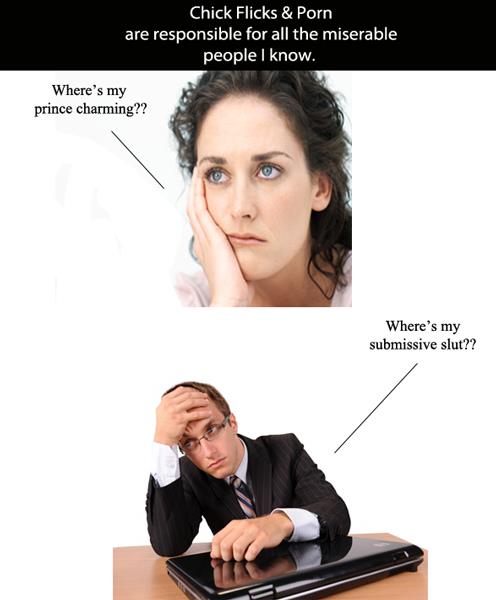 Chick Flicks & Porn
are responsible for all the miserable
people I know.
Where's my
prince charming??
Where's my
submissive slut??